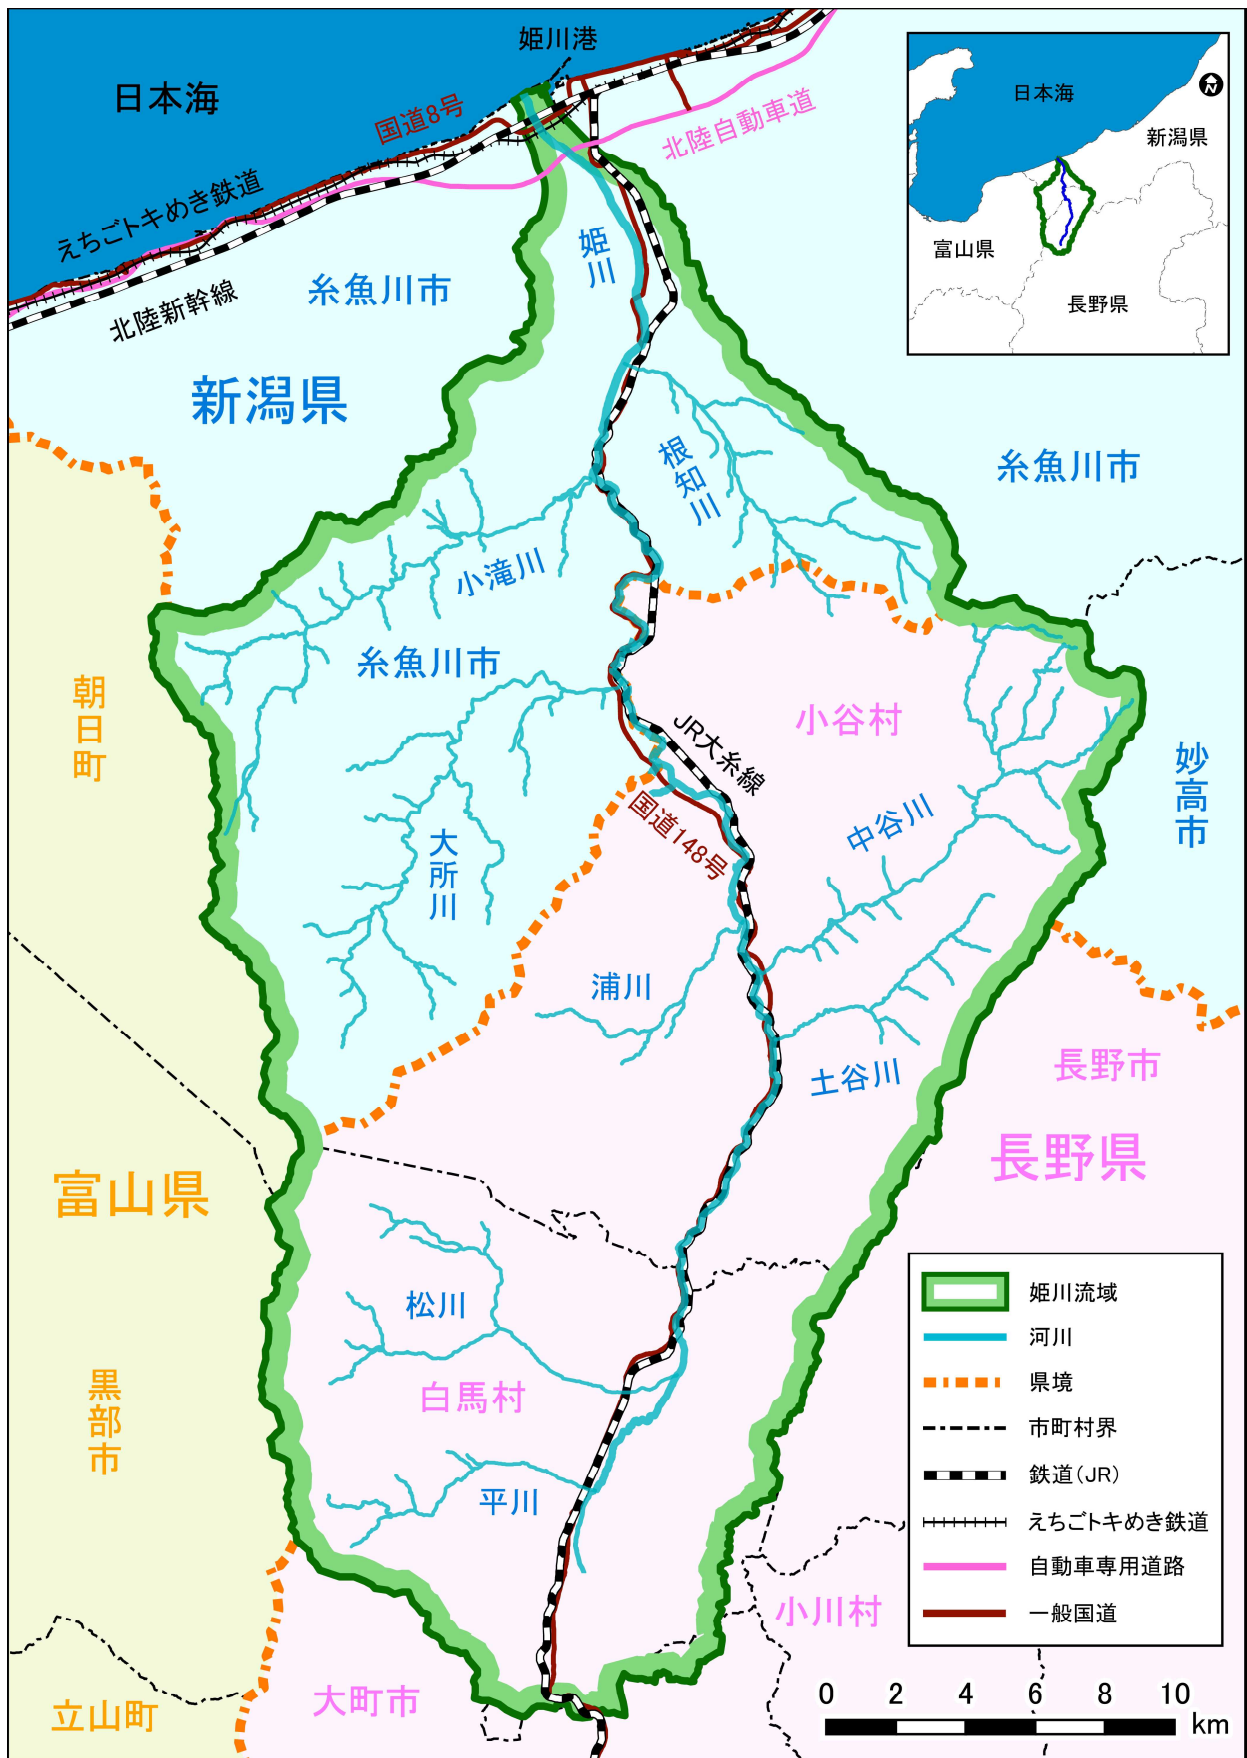 姫川港
日本海
国道8号
北陸自動車道
えちごトキめき鉄道
北陸新幹線
姫川
糸魚川市
新潟県
日本海
新潟県
富山県
長野県
N
根知川
糸魚川市
小滝川
糸魚川市
朝日町
小谷村
JR大糸線
妙高市
国道148号
中谷川
大所川
浦川
土谷川
長野市
長野県
富山県
松川
白馬村
黒部市
平川
小川村
大町市
立山町
姫川流域
河川
県境
市町村界
鉄道(JR)
えちごトキめき鉄道
自動車専用道路
一般国道
0 2 4 6 8 10
km